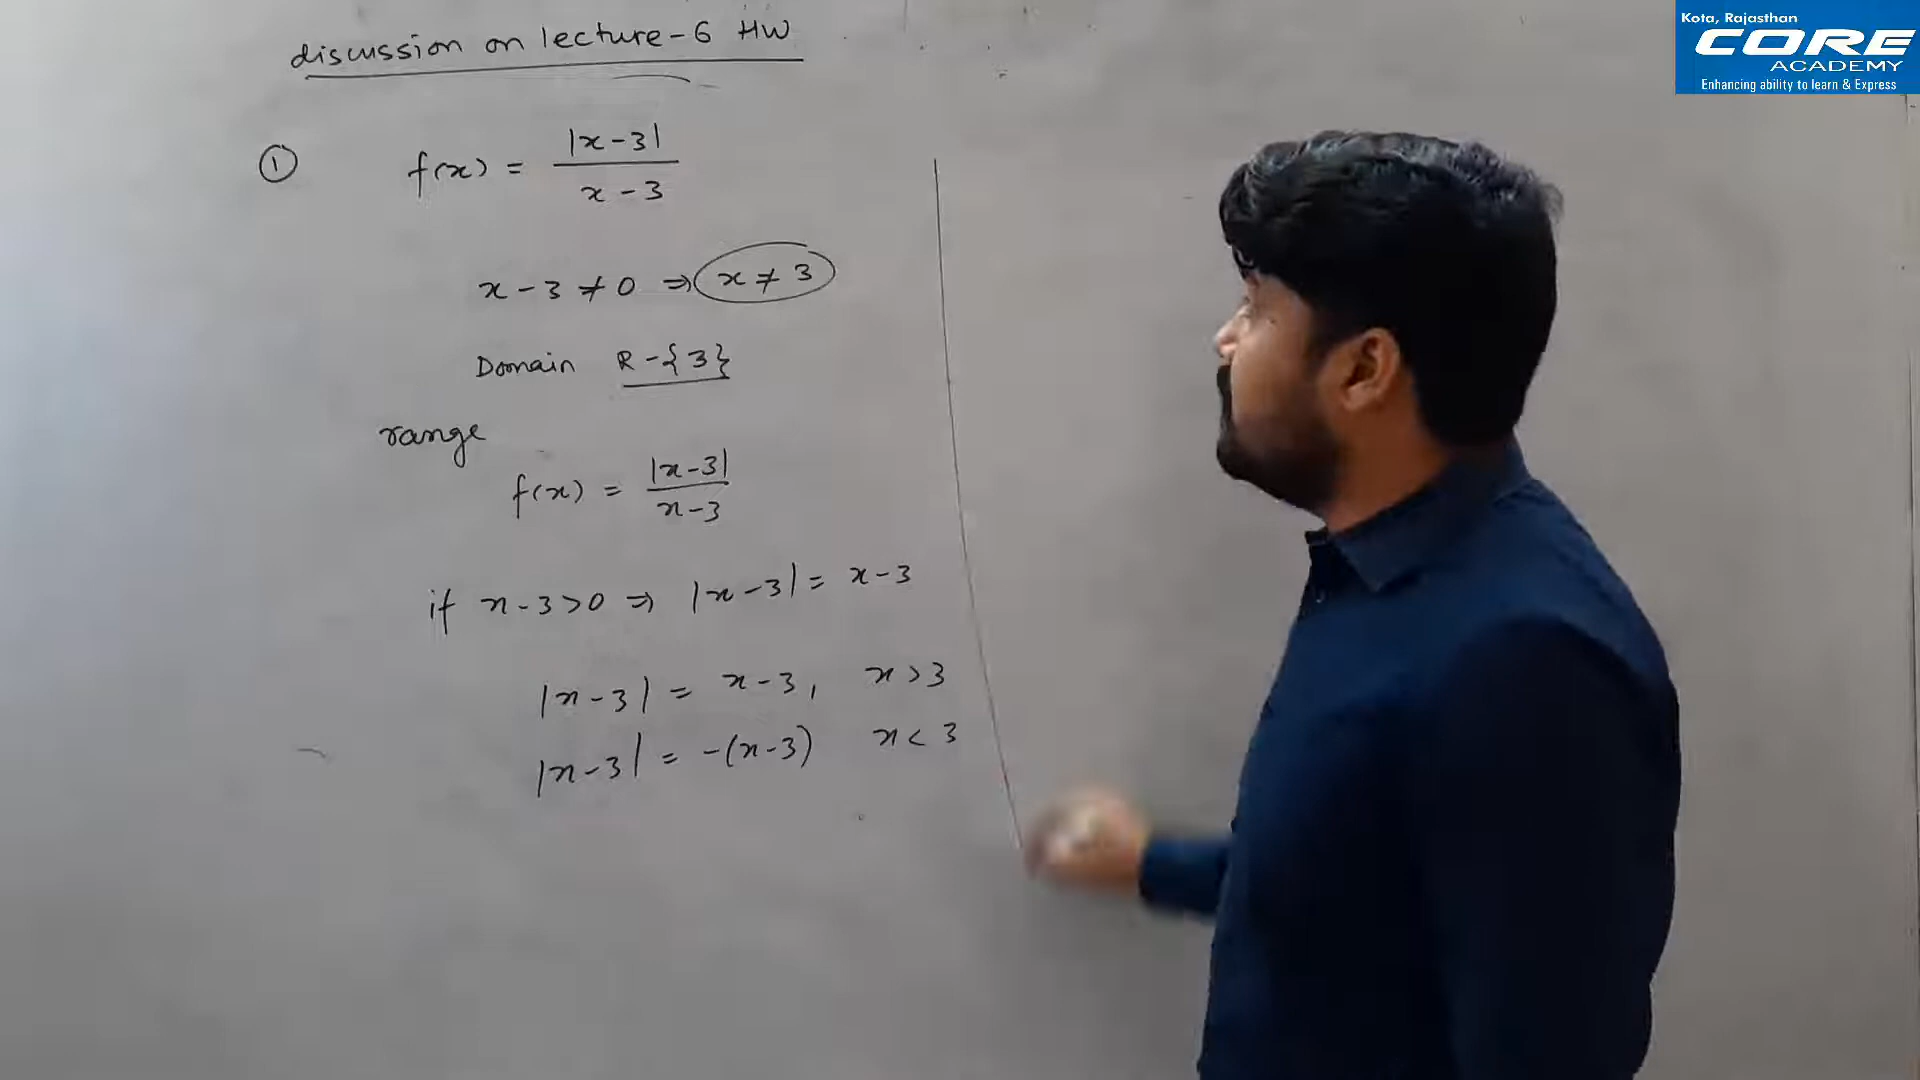 discussion on lecture-6 HW
① f(x) = |x-3| / x-3
x-3 ≠ 0 ⇒ x ≠ 3
Domain R-{3}
range
f(x) = |x-3| / x-3
if x-3>0 ⇒ |x-3| = x-3
|x-3| = x-3, x>3
|x-3| = -(x-3) x<3
Kota, Rajasthan
CORE
ACADEMY
Enhancing ability to learn & Express